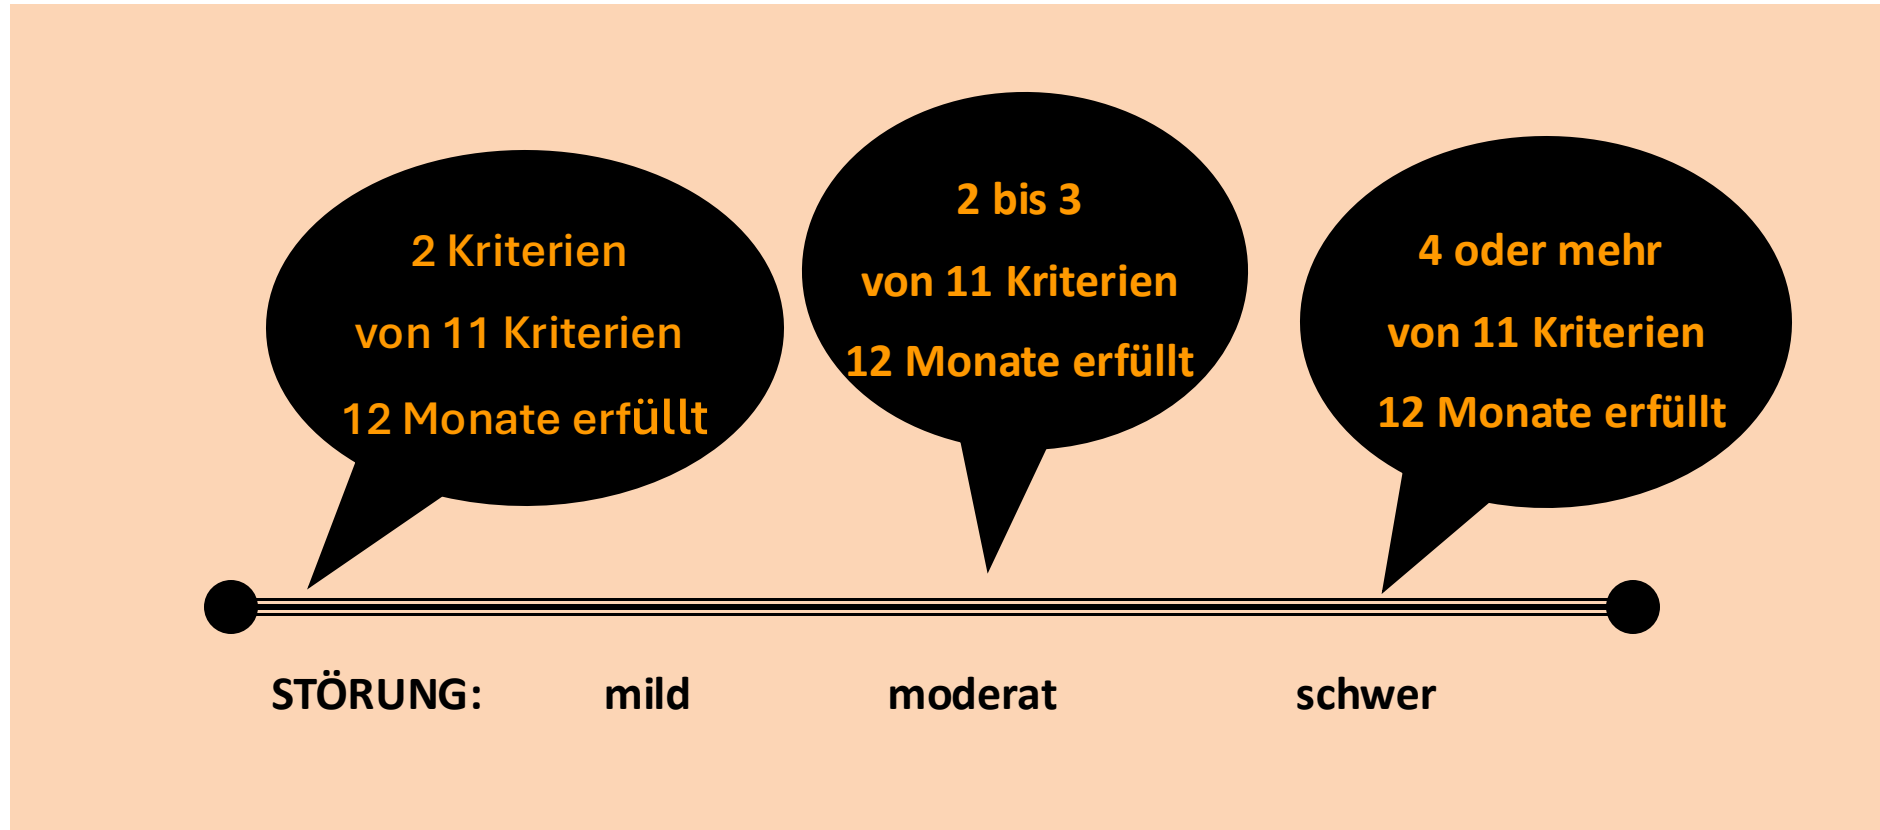 2 Kriterien
von 11 Kriterien
12 Monate erfüllt
2 bis 3
von 11 Kriterien
12 Monate erfüllt
4 oder mehr
von 11 Kriterien
12 Monate erfüllt
STÖRUNG: mild moderat schwer